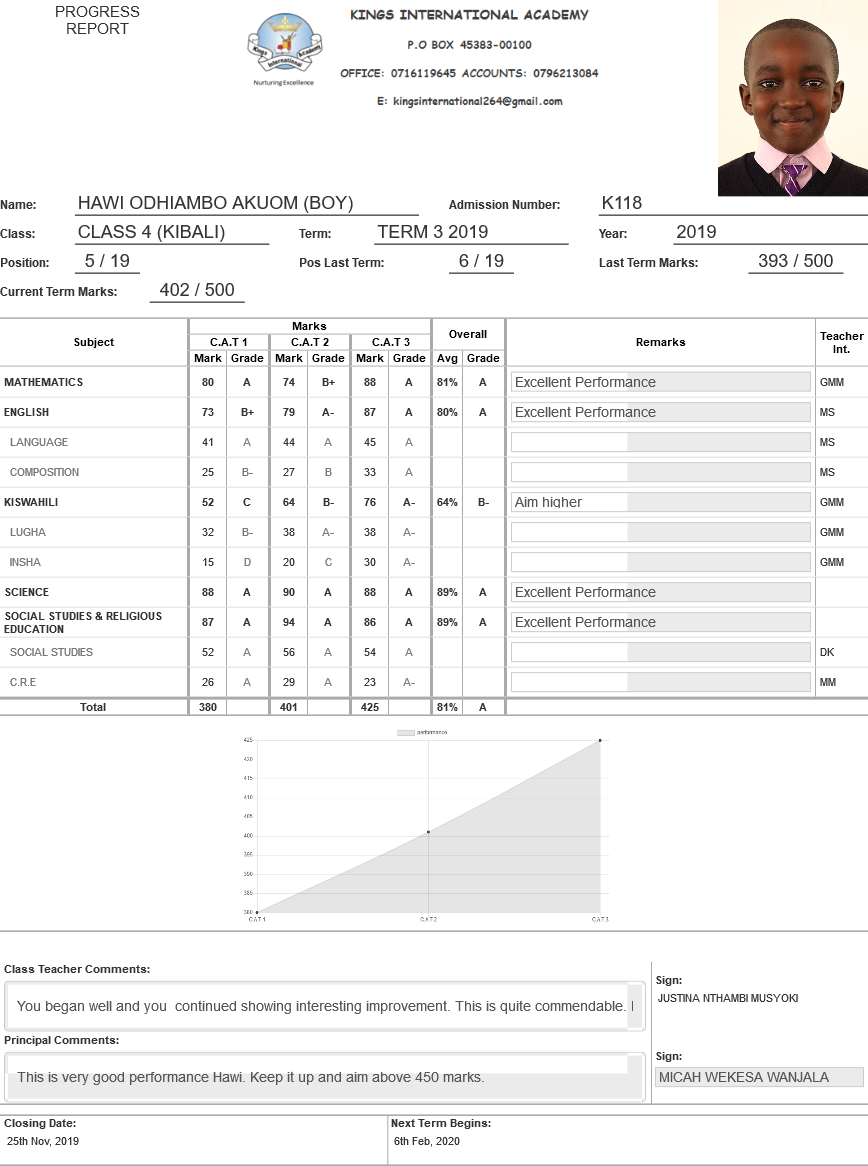 PROGRESS
REPORT
Kings International Academy
Nurturing Excellence
KINGS INTERNATIONAL ACADEMY
P.O BOX 45383-00100
OFFICE: 0716119645 ACCOUNTS: 0796213084
E: kingsinternational264@gmail.com
Name: HAWI ODHIAMBO AKUOM (BOY) Admission Number: K118
Class: CLASS 4 (KIBALI) Term: TERM 3 2019 Year: 2019
Position: 5 / 19 Pos Last Term: 6 / 19 Last Term Marks: 393 / 500
Current Term Marks: 402 / 500
Subject Marks Overall Remarks Teacher Int.
C.A.T 1 C.A.T 2 C.A.T 3
Mark Grade Mark Grade Mark Grade Avg Grade
MATHEMATICS 80 A 74 B+ 88 A 81% A Excellent Performance GMM
ENGLISH 73 B+ 79 A- 87 A 80% A Excellent Performance MS
LANGUAGE 41 A 44 A 45 A MS
COMPOSITION 25 B- 27 B 33 A MS
KISWAHILI 52 C 64 B- 76 A- 64% B- Aim higher GMM
LUGHA 32 B- 38 A- 38 A- GMM
INSHA 15 D 20 C 30 A- GMM
SCIENCE 88 A 90 A 88 A 89% A Excellent Performance
SOCIAL STUDIES & RELIGIOUS
EDUCATION 87 A 94 A 86 A 89% A Excellent Performance
SOCIAL STUDIES 52 A 56 A 54 A DK
C.R.E 26 A 29 A 23 A- MM
Total 380 401 425 81% A
performance
425
420
415
410
405
400
395
390
385
380
CAT1 CAT2 CAT3
Class Teacher Comments:
You began well and you continued showing interesting improvement. This is quite commendable.
Sign:
JUSTINA NTHAMBI MUSYOKI
Principal Comments:
This is very good performance Hawi. Keep it up and aim above 450 marks.
Sign:
MICAH WEKESA WANJALA
Closing Date: Next Term Begins:
25th Nov, 2019 6th Feb, 2020